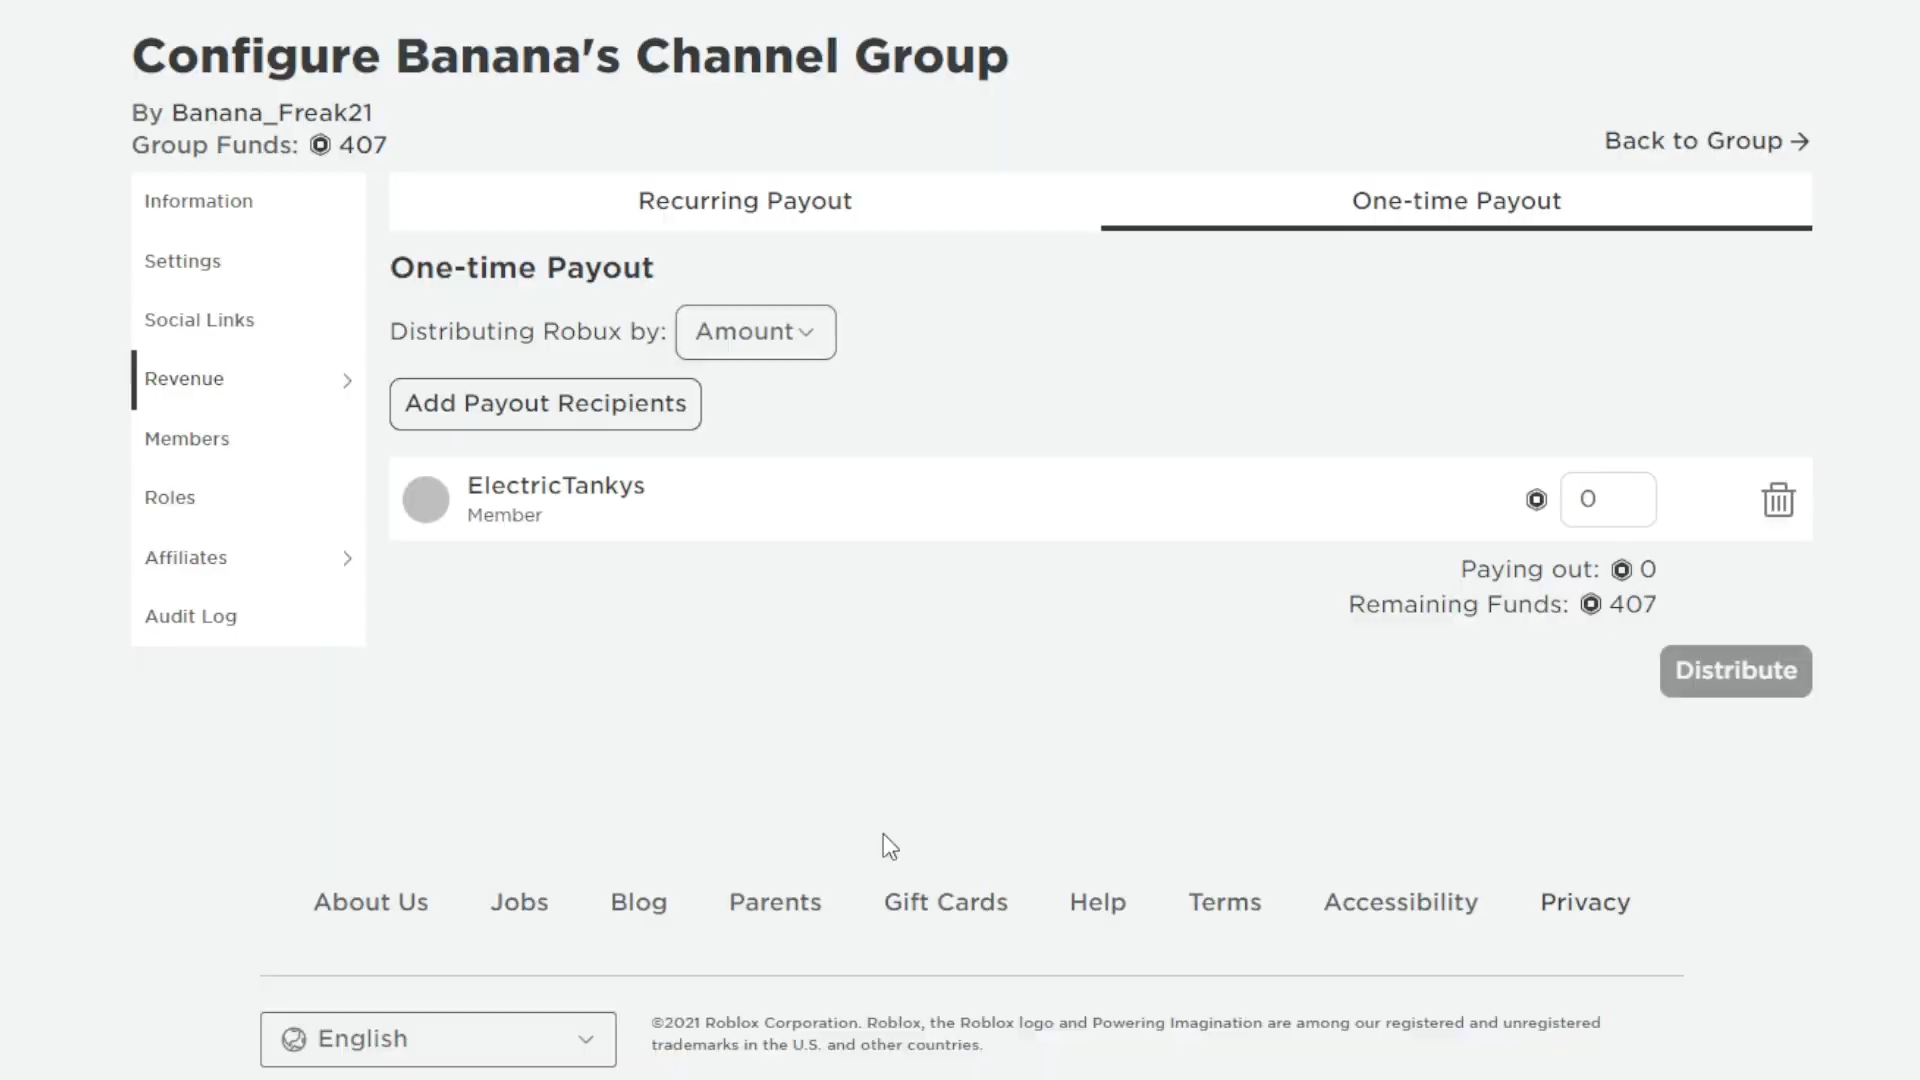 Configure Banana's Channel Group
By Banana_Freak21
Group Funds: 407
Back to Group
Information
Settings
Social Links
Revenue
Members
Roles
Affiliates
Audit Log
Recurring Payout
One-time Payout
One-time Payout
Distributing Robux by: Amount
Add Payout Recipients
ElectricTankys
Member
0
Paying out: 0
Remaining Funds: 407
Distribute
About Us Jobs Blog Parents Gift Cards Help Terms Accessibility Privacy
English
©2021 Roblox Corporation. Roblox, the Roblox logo and Powering Imagination are among our registered and unregistered
trademarks in the U.S. and other countries.